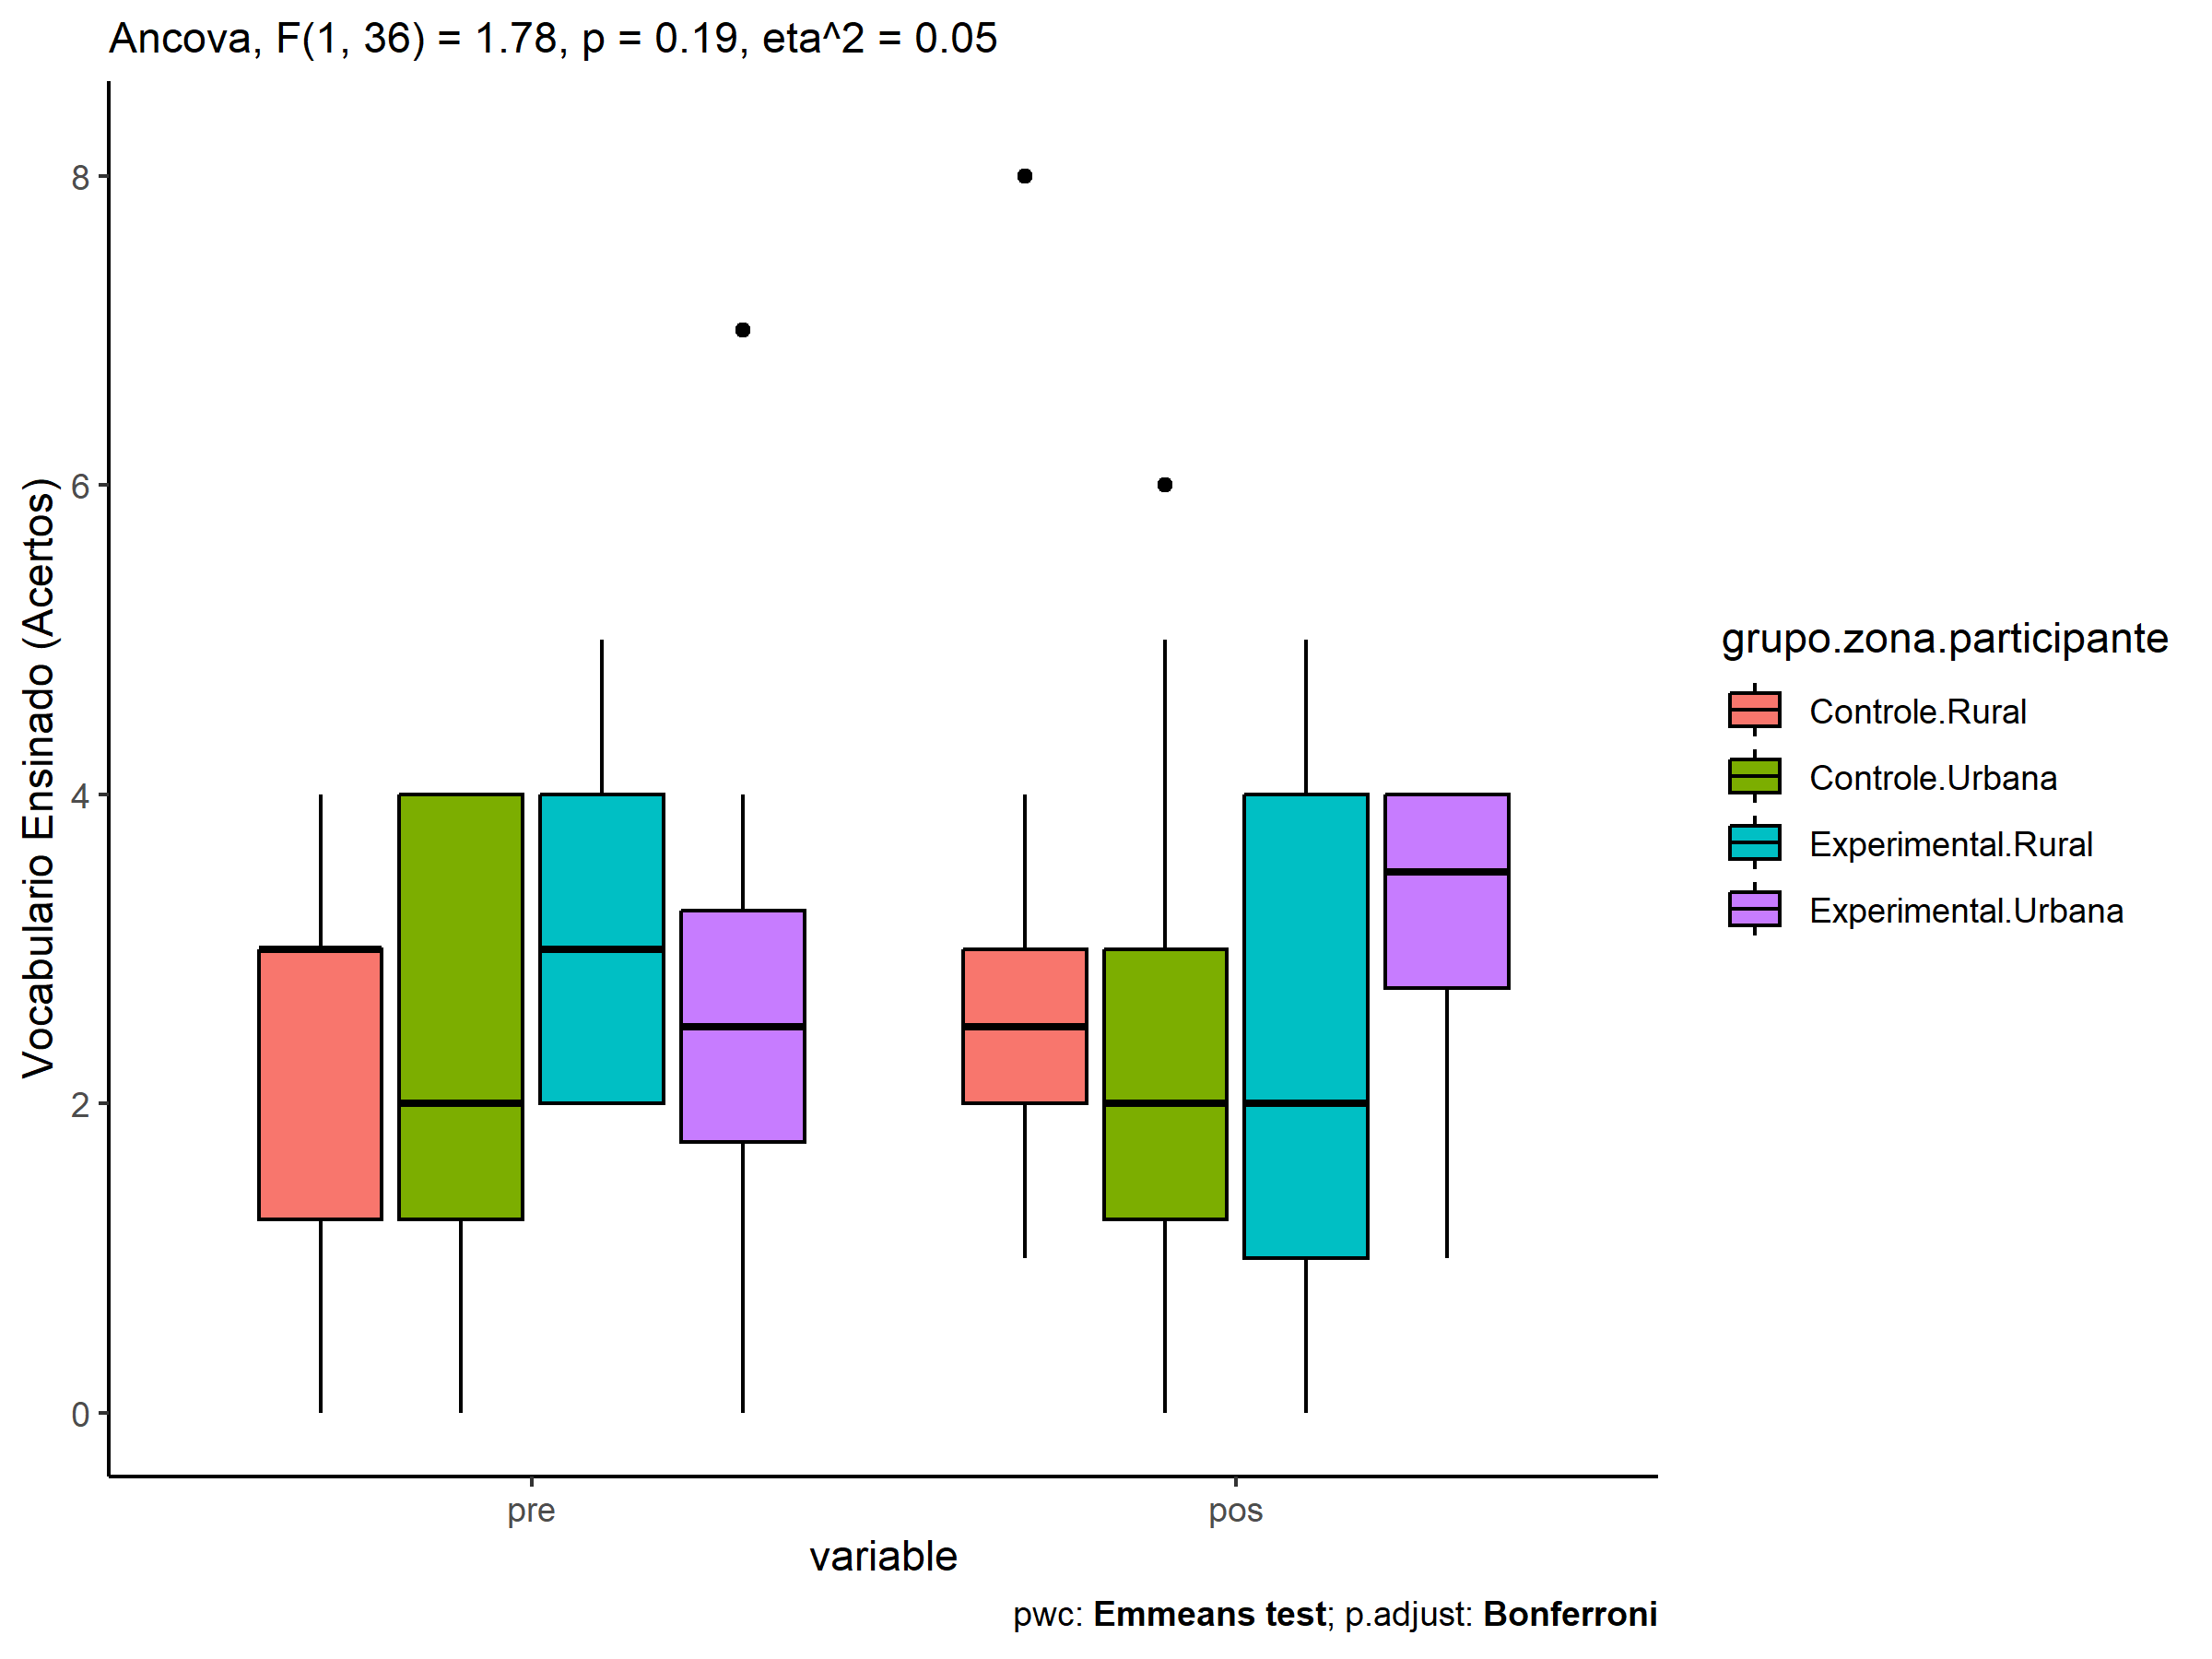 Ancova, F(1, 36) = 1.78, p = 0.19, eta^2 = 0.05
Vocabulario Ensinado (Acertos)
8
6
4
2
0
pre
pos
variable
grupo.zona.participante
Controle.Rural
Controle.Urbana
Experimental.Rural
Experimental.Urbana
pwc: Emmeans test; p.adjust: Bonferroni